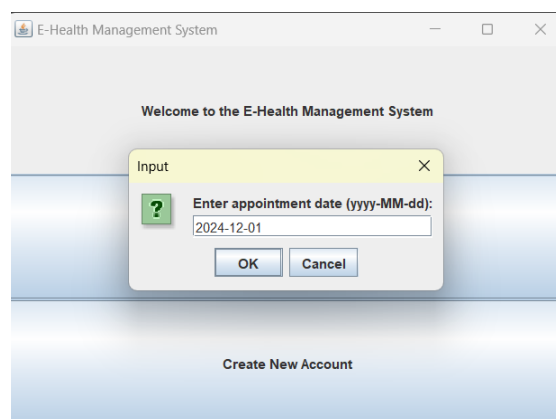 E-Health Management System
Welcome to the E-Health Management System
Input
?
Enter appointment date (yyyy-MM-dd):
2024-12-01
OK Cancel
Create New Account